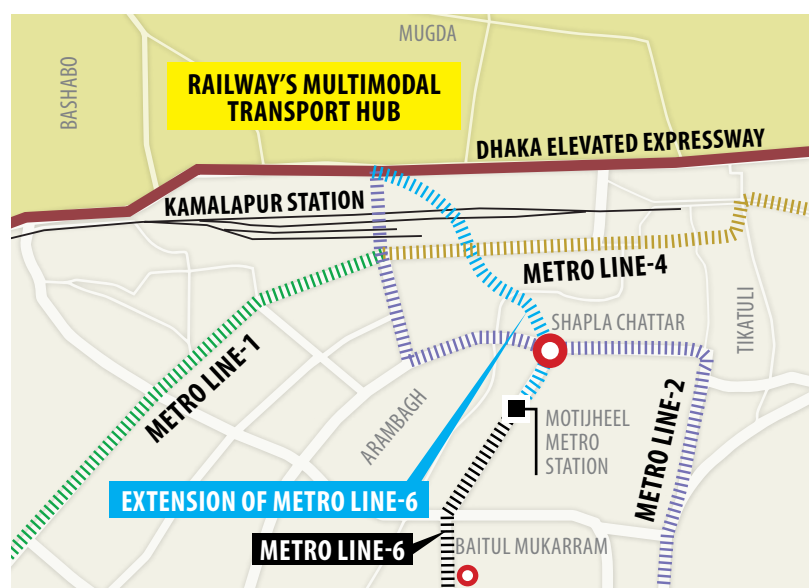 MUGDA
BASHABO
RAILWAY'S MULTIMODAL
TRANSPORT HUB
DHAKA ELEVATED EXPRESSWAY
KAMALAPUR STATION
METRO LINE-4
METRO LINE-1
SHAPLA CHATTAR
TIKATULI
ARAMBAGH
MOTIJHEEL
METRO
STATION
METRO LINE-2
EXTENSION OF METRO LINE-6
METRO LINE-6
BAITUL MUKARRAM